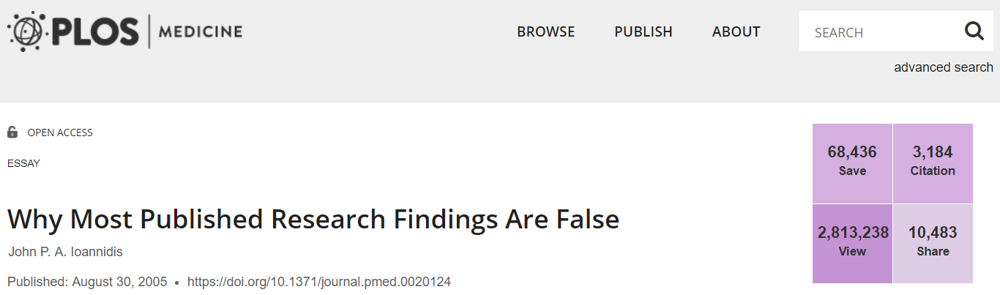 PLOS MEDICINE
BROWSE PUBLISH ABOUT SEARCH
advanced search
OPEN ACCESS
ESSAY
Why Most Published Research Findings Are False
John P. A. Ioannidis
Published: August 30, 2005 • https://doi.org/10.1371/journal.pmed.0020124
68,436 3,184
Save Citation
2,813,238 10,483
View Share